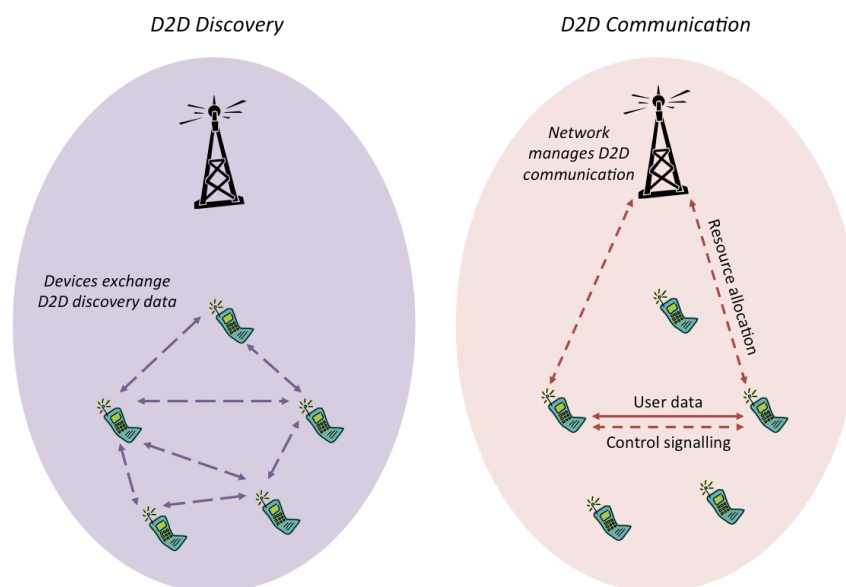 D2D Discovery
Devices exchange
D2D discovery data
D2D Communication
Network
manages D2D
communication
Resource allocation
User data
Control signalling